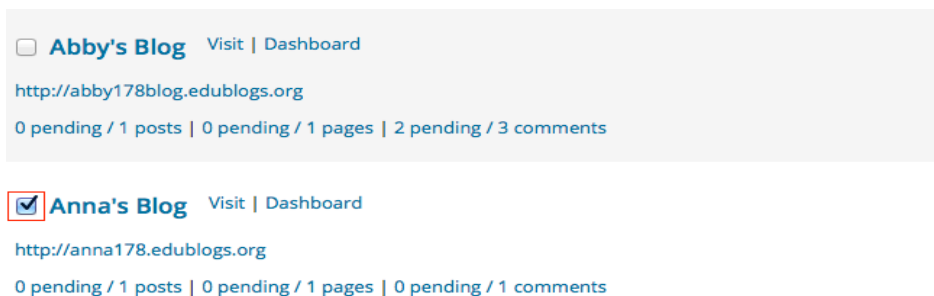 Abby's Blog Visit | Dashboard
http://abby178blog.edublogs.org
0 pending / 1 posts | 0 pending / 1 pages | 2 pending / 3 comments
Anna's Blog Visit | Dashboard
http://anna178.edublogs.org
0 pending / 1 posts | 0 pending / 1 pages | 0 pending / 1 comments